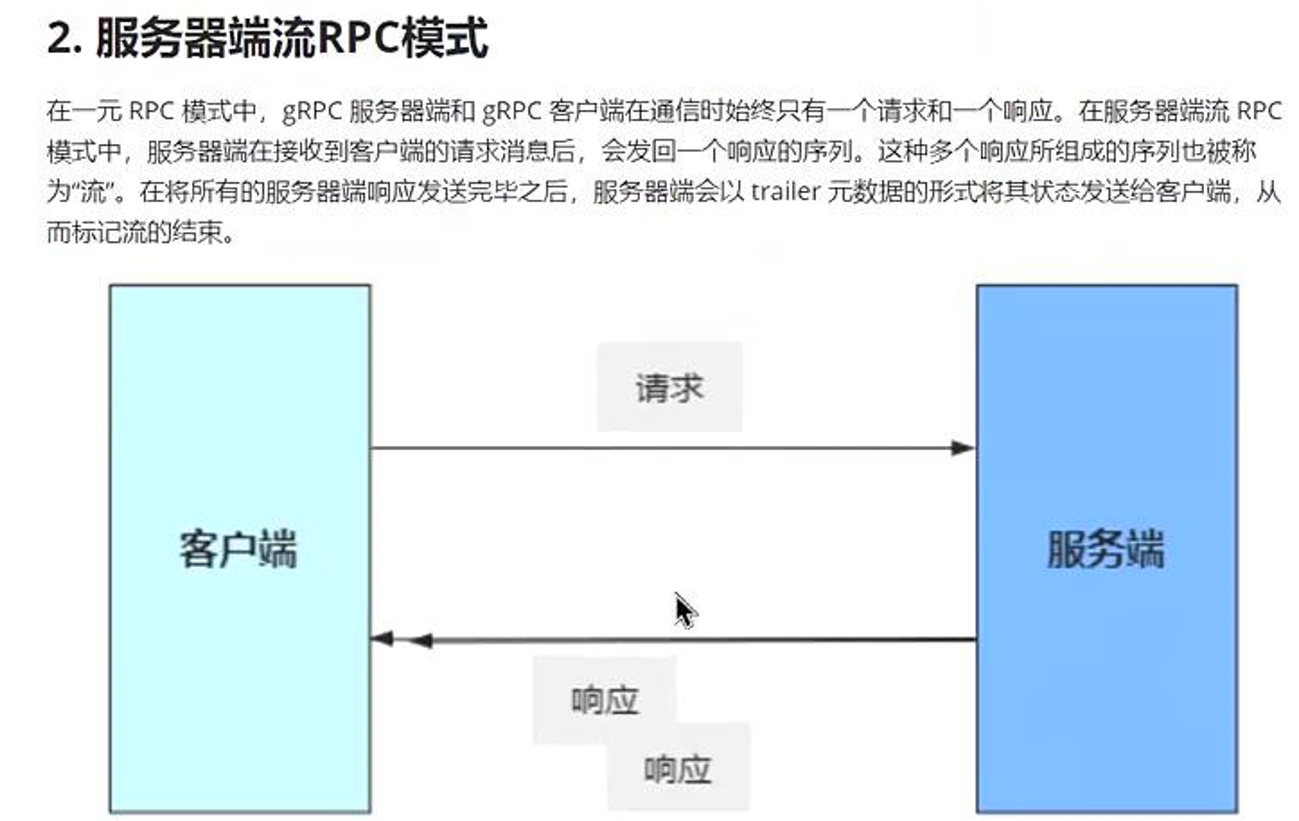 2. 服务器端流RPC模式
在一元 RPC 模式中，gRPC 服务器端和 gRPC 客户端在通信时始终只有一个请求和一个响应。在服务器端流 RPC
模式中，服务器端在接收到客户端的请求消息后，会发回一个响应的序列。这种多个响应所组成的序列也被称
为“流”。在将所有的服务器端响应发送完毕之后，服务器端会以 trailer 元数据的形式将其状态发送给客户端，从
而标记流的结束。
请求
客户端
服务端
响应
响应